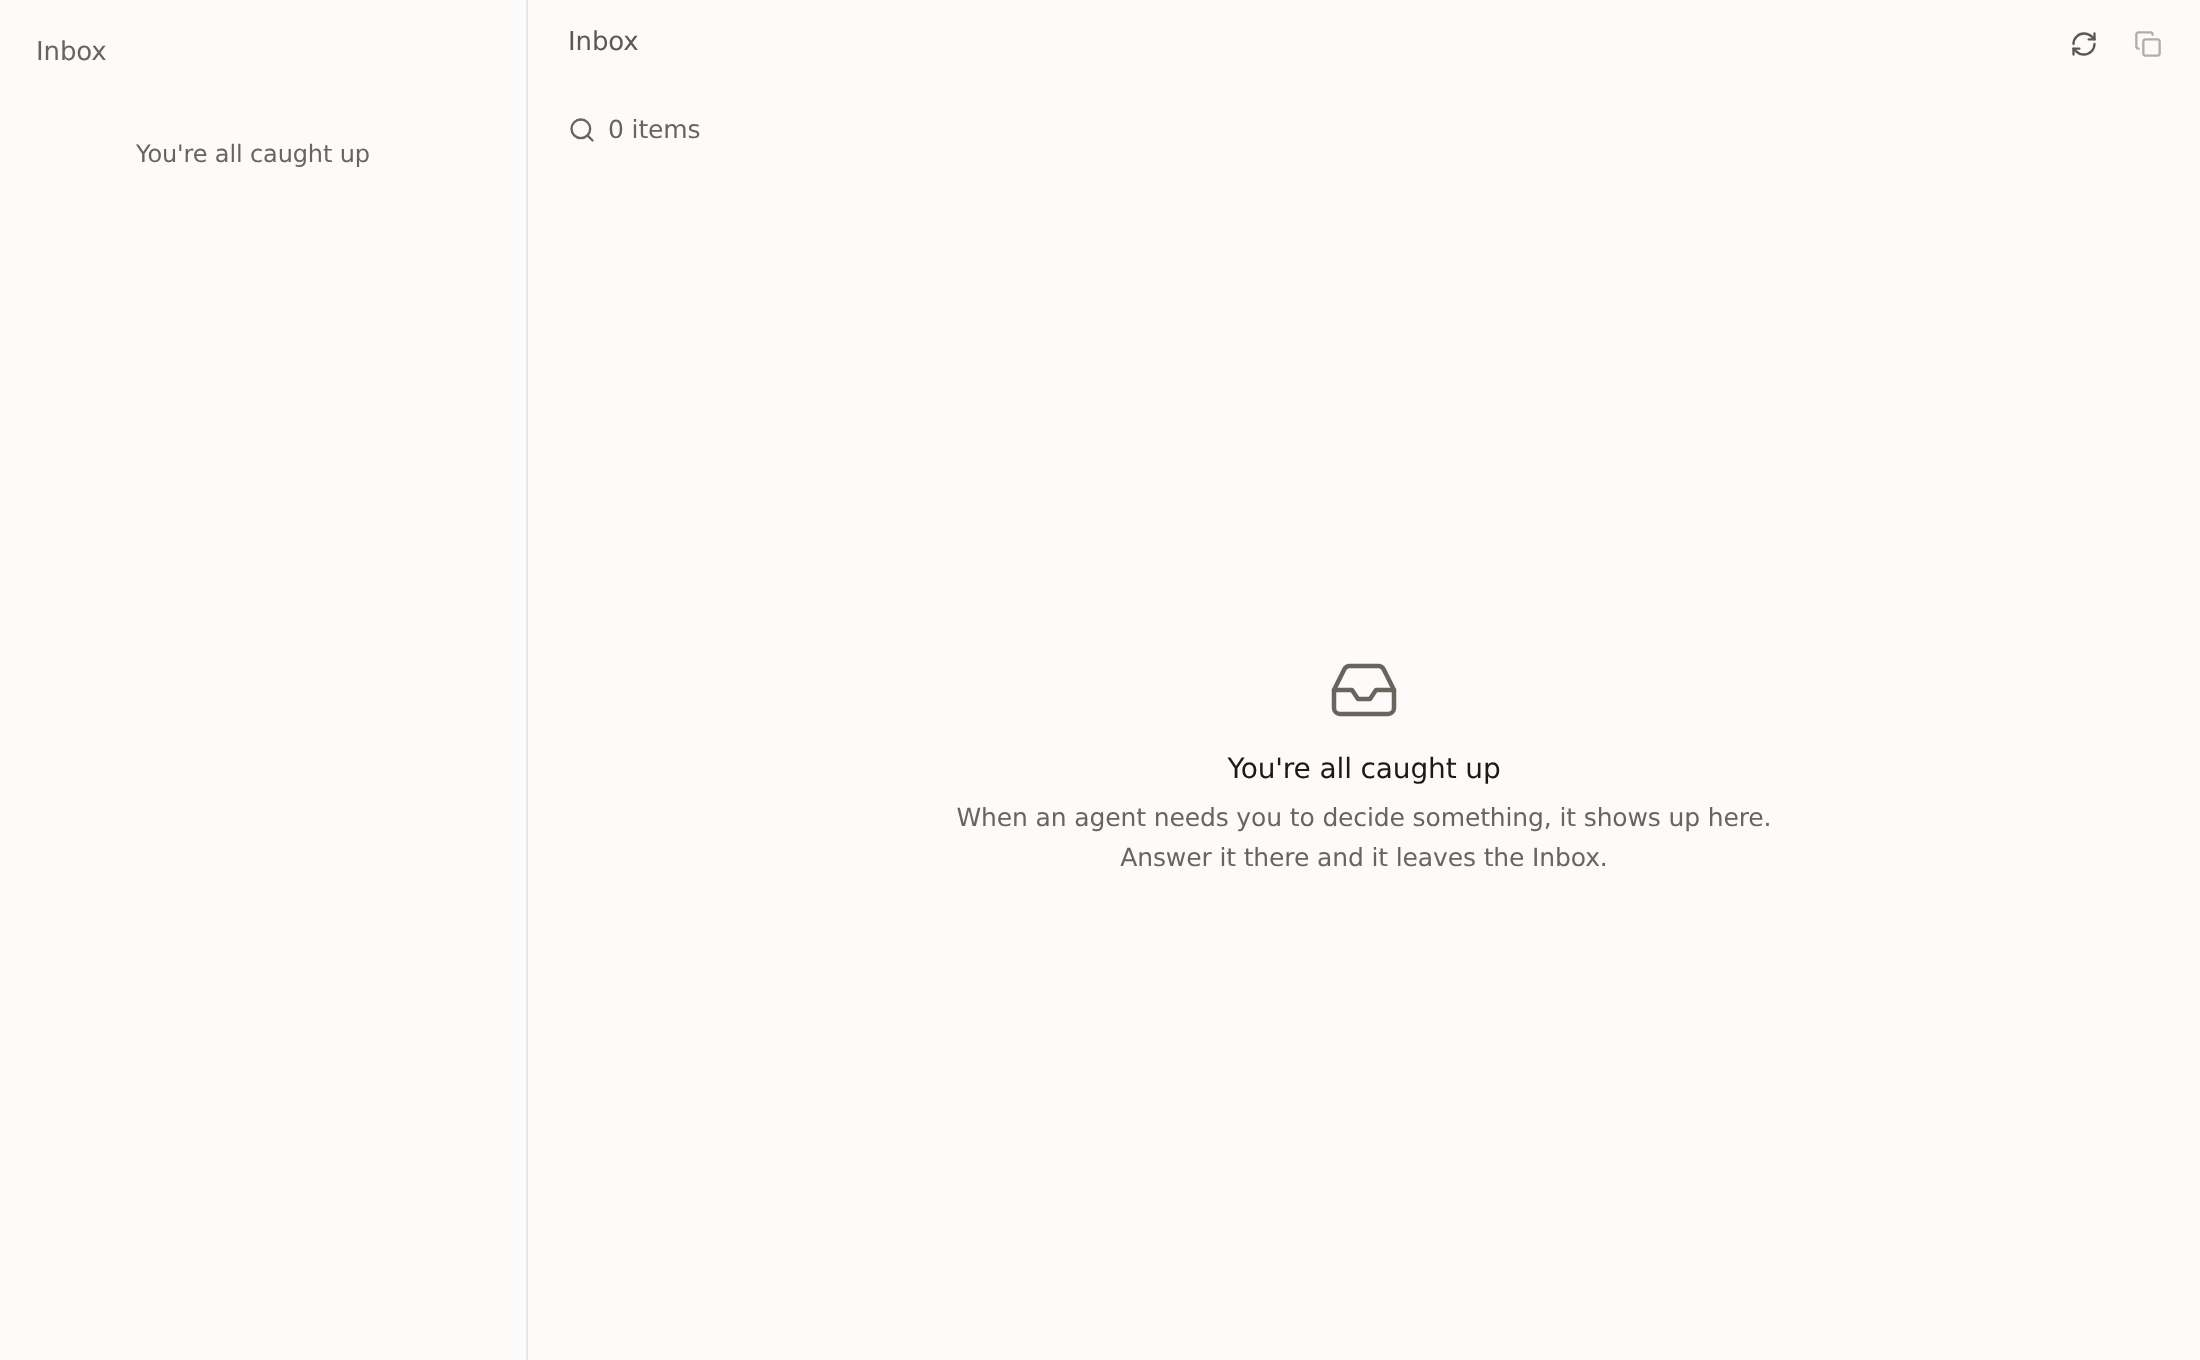 Inbox
You're all caught up
Inbox
0 items
You're all caught up
When an agent needs you to decide something, it shows up here.
Answer it there and it leaves the Inbox.